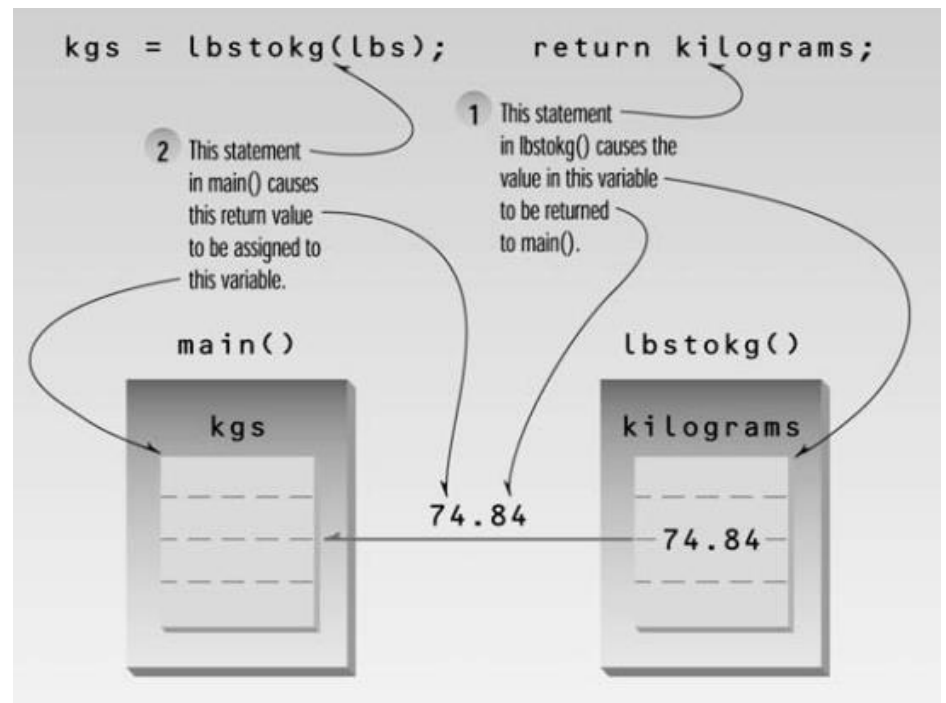 kgs = lbstokg(lbs);
return kilograms;
1 This statement
in lbstokg() causes the
value in this variable
to be returned
to main().
2 This statement
in main() causes
this return value
to be assigned to
this variable.
main()
lbstokg()
kgs
kilograms
74.84
74.84